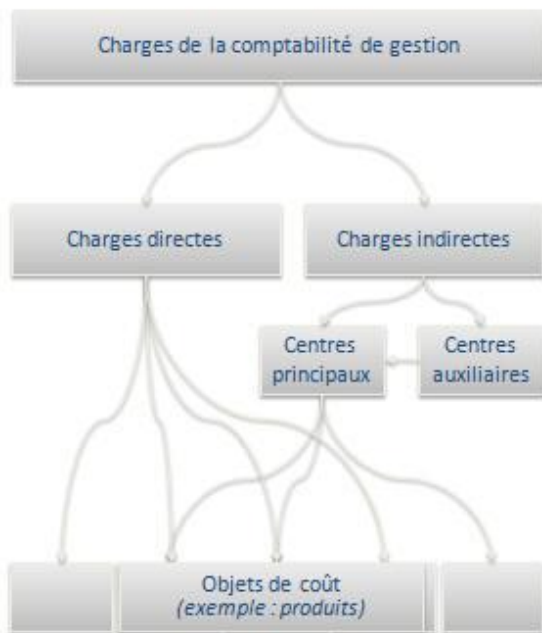 Charges de la comptabilité de gestion
Charges directes
Charges indirectes
Centres
principaux
Centres
auxiliaires
Objets de coût
(exemple : produits)